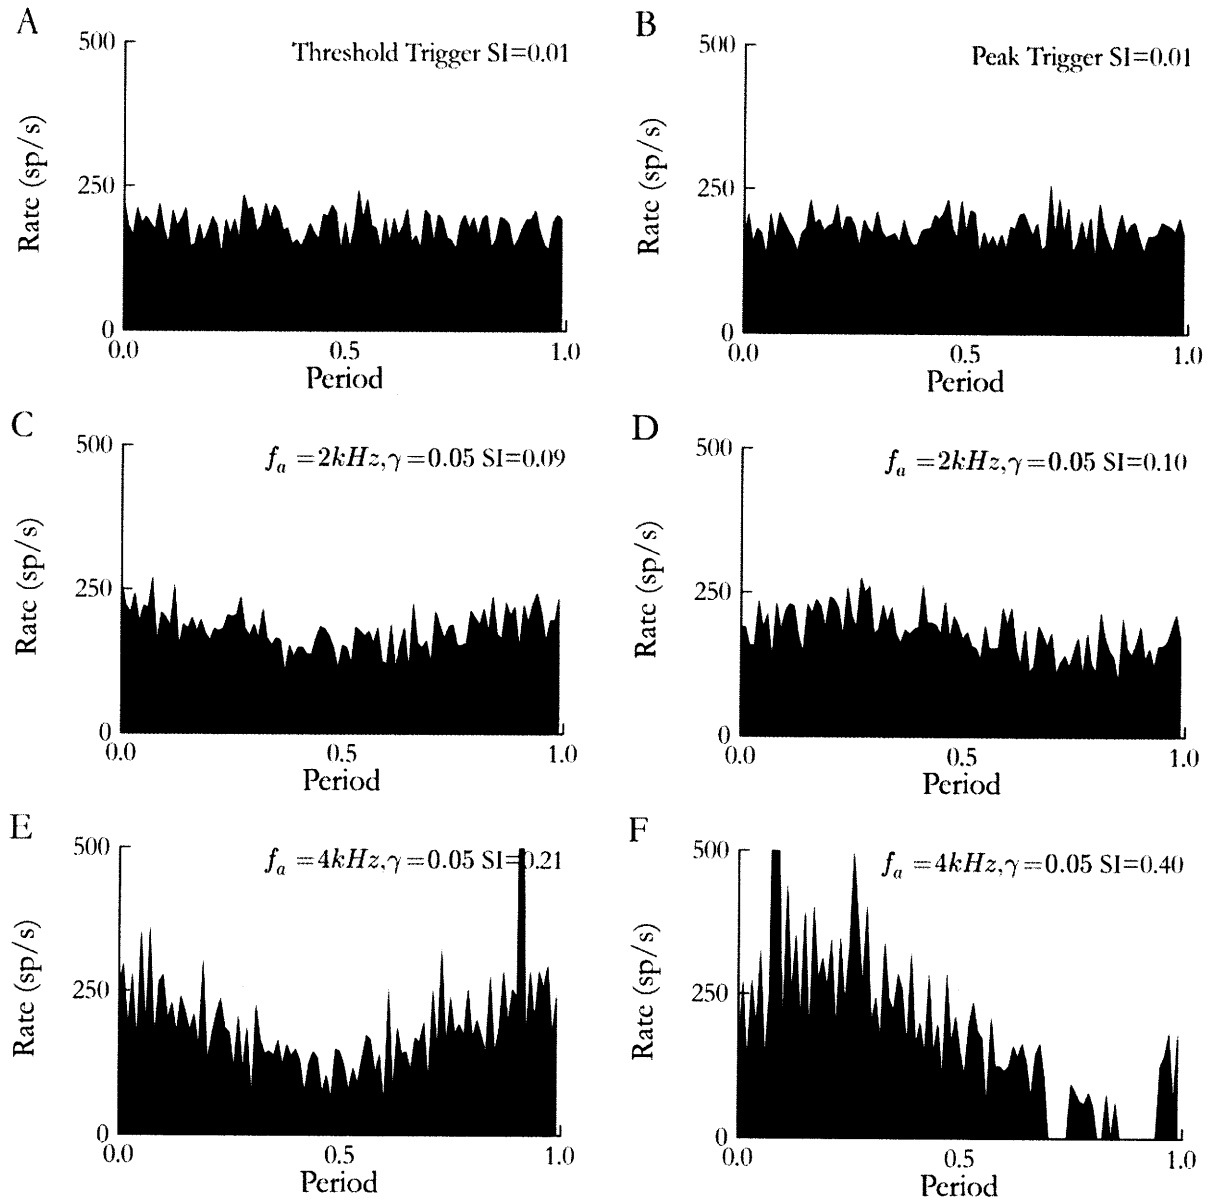 A
Threshold Trigger SI=0.01
500
250
0
Rate (sp/s)
0.0 0.5 1.0
Period
B
Peak Trigger SI=0.01
500
250
0
Rate (sp/s)
0.0 0.5 1.0
Period
C
fa =2kHz,γ=0.05 SI=0.09
500
250
0
Rate (sp/s)
0.0 0.5 1.0
Period
D
fa =2kHz,γ=0.05 SI=0.10
500
250
0
Rate (sp/s)
0.0 0.5 1.0
Period
E
fa =4kHz,γ=0.05 SI=0.21
500
250
0
Rate (sp/s)
0.0 0.5 1.0
Period
F
fa =4kHz,γ=0.05 SI=0.40
500
250
0
Rate (sp/s)
0.0 0.5 1.0
Period